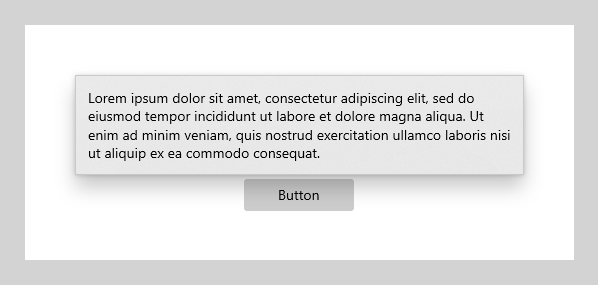 Lorem ipsum dolor sit amet, consectetur adipiscing elit, sed do
eiusmod tempor incididunt ut labore et dolore magna aliqua. Ut
enim ad minim veniam, quis nostrud exercitation ullamco laboris nisi
ut aliquip ex ea commodo consequat.
Button